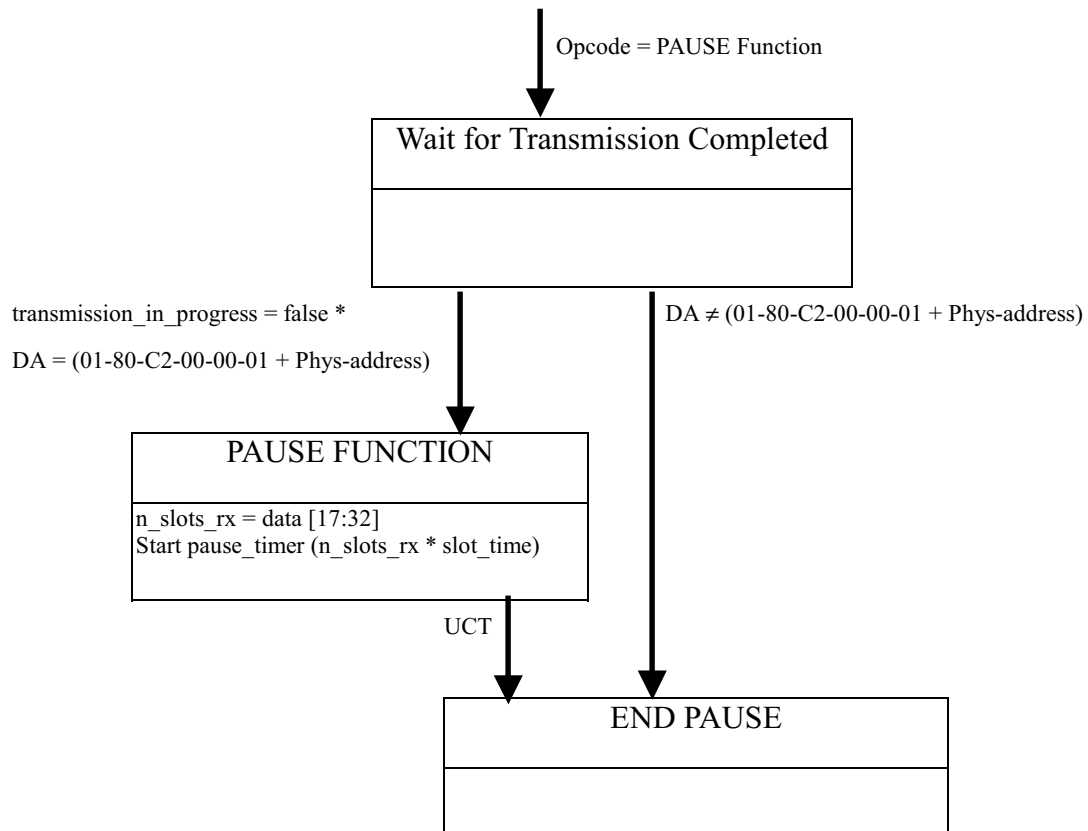 Opcode = PAUSE Function
Wait for Transmission Completed
transmission_in_progress = false *
DA = (01-80-C2-00-00-01 + Phys-address)
DA ≠ (01-80-C2-00-00-01 + Phys-address)
PAUSE FUNCTION
n_slots_rx = data [17:32]
Start pause_timer (n_slots_rx * slot_time)
UCT
END PAUSE